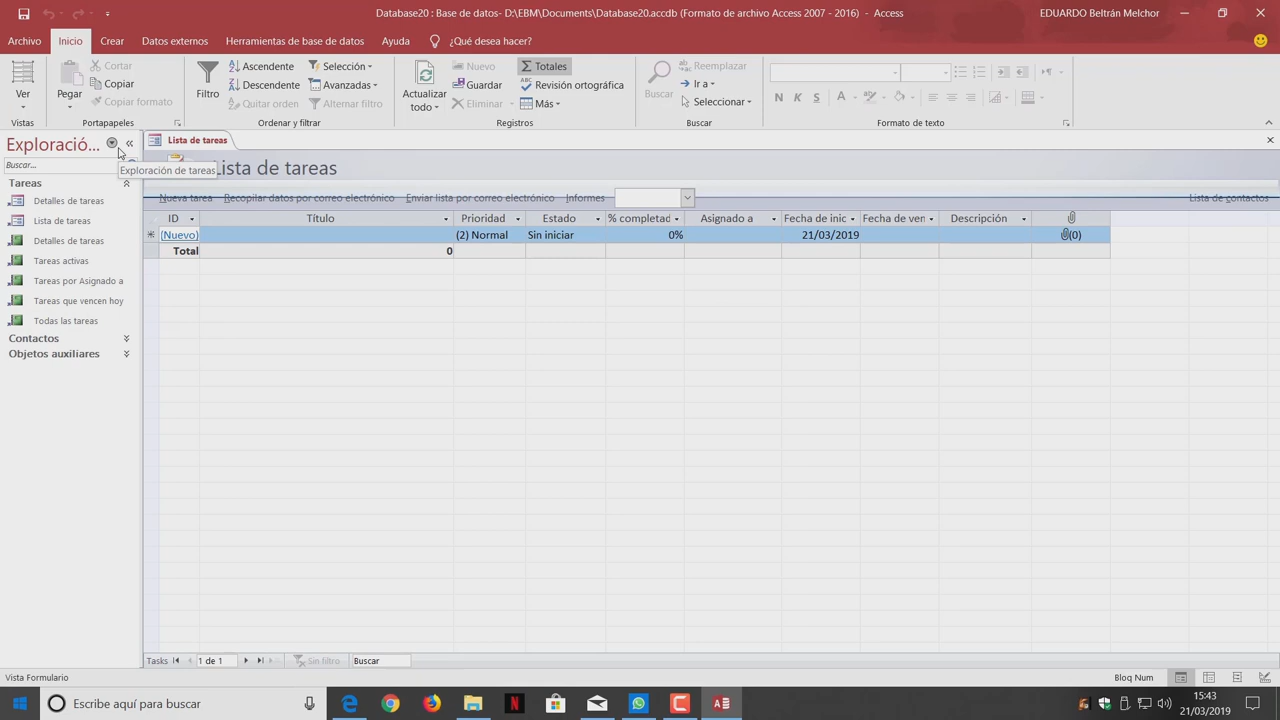 Database20 : Base de datos- D:\EBM\Documents\Database20.accdb (Formato de archivo Access 2007 - 2016) - Access
EDUARDO Beltrán Melchor
Archivo Inicio Crear Datos externos Herramientas de base de datos Ayuda ¿Qué desea hacer?
Ver
Vistas
Pegar
Cortar
Copiar
Copiar formato
Portapapeles
Filtro
Ascendente
Descendente
Quitar orden
Selección
Avanzadas
Alternar filtro
Ordenar y filtrar
Actualizar
todo
Nuevo
Guardar
Eliminar
Totales
Revisión ortográfica
Más
Registros
Buscar
Reemplazar
Ir a
Seleccionar
Buscar
N K S A
Formato de texto
Exploració...
Buscar...
Exploración de tareas
Tareas
Detalles de tareas
Lista de tareas
Detalles de tareas
Tareas activas
Tareas por Asignado a
Tareas que vencen hoy
Todas las tareas
Contactos
Objetos auxiliares
Lista de tareas
Lista de tareas
Nueva tarea Recopilar datos por correo electrónico Enviar lista por correo electrónico Informes Lista de contactos
ID Título Prioridad Estado % completad Asignado a Fecha de inic Fecha de ven Descripción
(Nuevo) (2) Normal Sin iniciar 0% 21/03/2019 (0)
Total 0
Tasks 1 de 1 Sin filtro Buscar
Vista Formulario
Bloq Num
Escribe aquí para buscar
15:43
21/03/2019